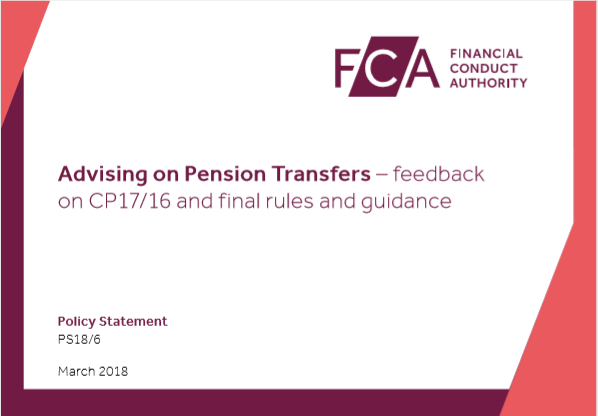 FCA
FINANCIAL
CONDUCT
AUTHORITY
Advising on Pension Transfers – feedback
on CP17/16 and final rules and guidance
Policy Statement
PS18/6
March 2018